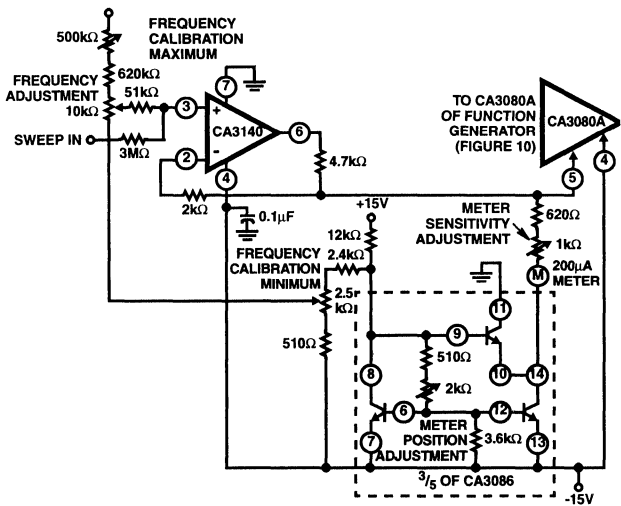 FREQUENCY
CALIBRATION
MAXIMUM
500kΩ
620kΩ
FREQUENCY
ADJUSTMENT
10kΩ
51kΩ
SWEEP IN
3MΩ
3
2
+
-
CA3140
7
4
6
4.7kΩ
2kΩ
0.1µF
TO CA3080A
OF FUNCTION
GENERATOR
(FIGURE 10)
CA3080A
5
4
+15V
12kΩ
2.4kΩ
FREQUENCY
CALIBRATION
MINIMUM
2.5
kΩ
510Ω
METER
SENSITIVITY
ADJUSTMENT
620Ω
1kΩ
M
200µA
METER
11
9
510Ω
10
14
8
2kΩ
6
12
METER
POSITION
ADJUSTMENT
3.6kΩ
7
13
3/5 OF CA3086
-15V